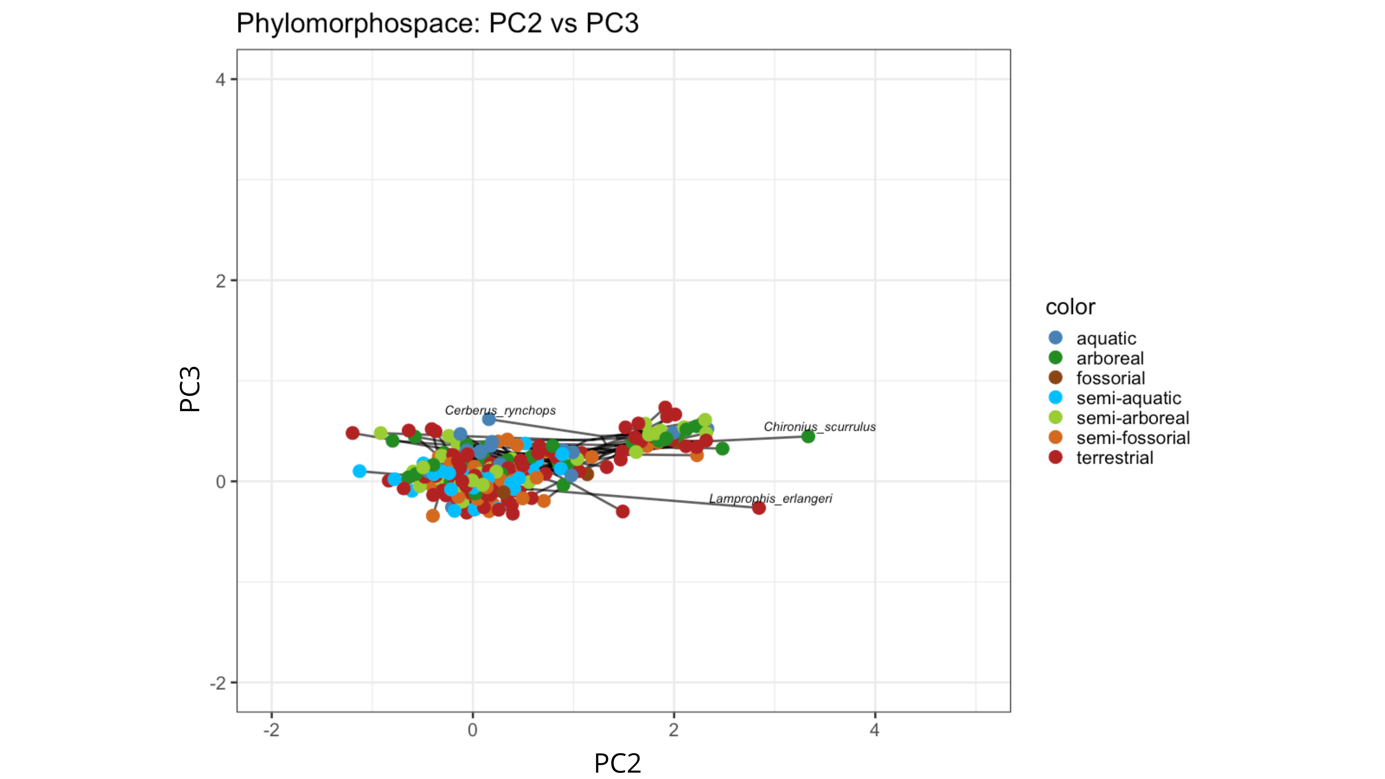 Phylomorphospace: PC2 vs PC3
4
2
0
-2
PC3
Cerberus_rynchops
Chironius_scurrulus
Lamprophis_erlangeri
-2
0
2
4
PC2
color
aquatic
arboreal
fossorial
semi-aquatic
semi-arboreal
semi-fossorial
terrestrial